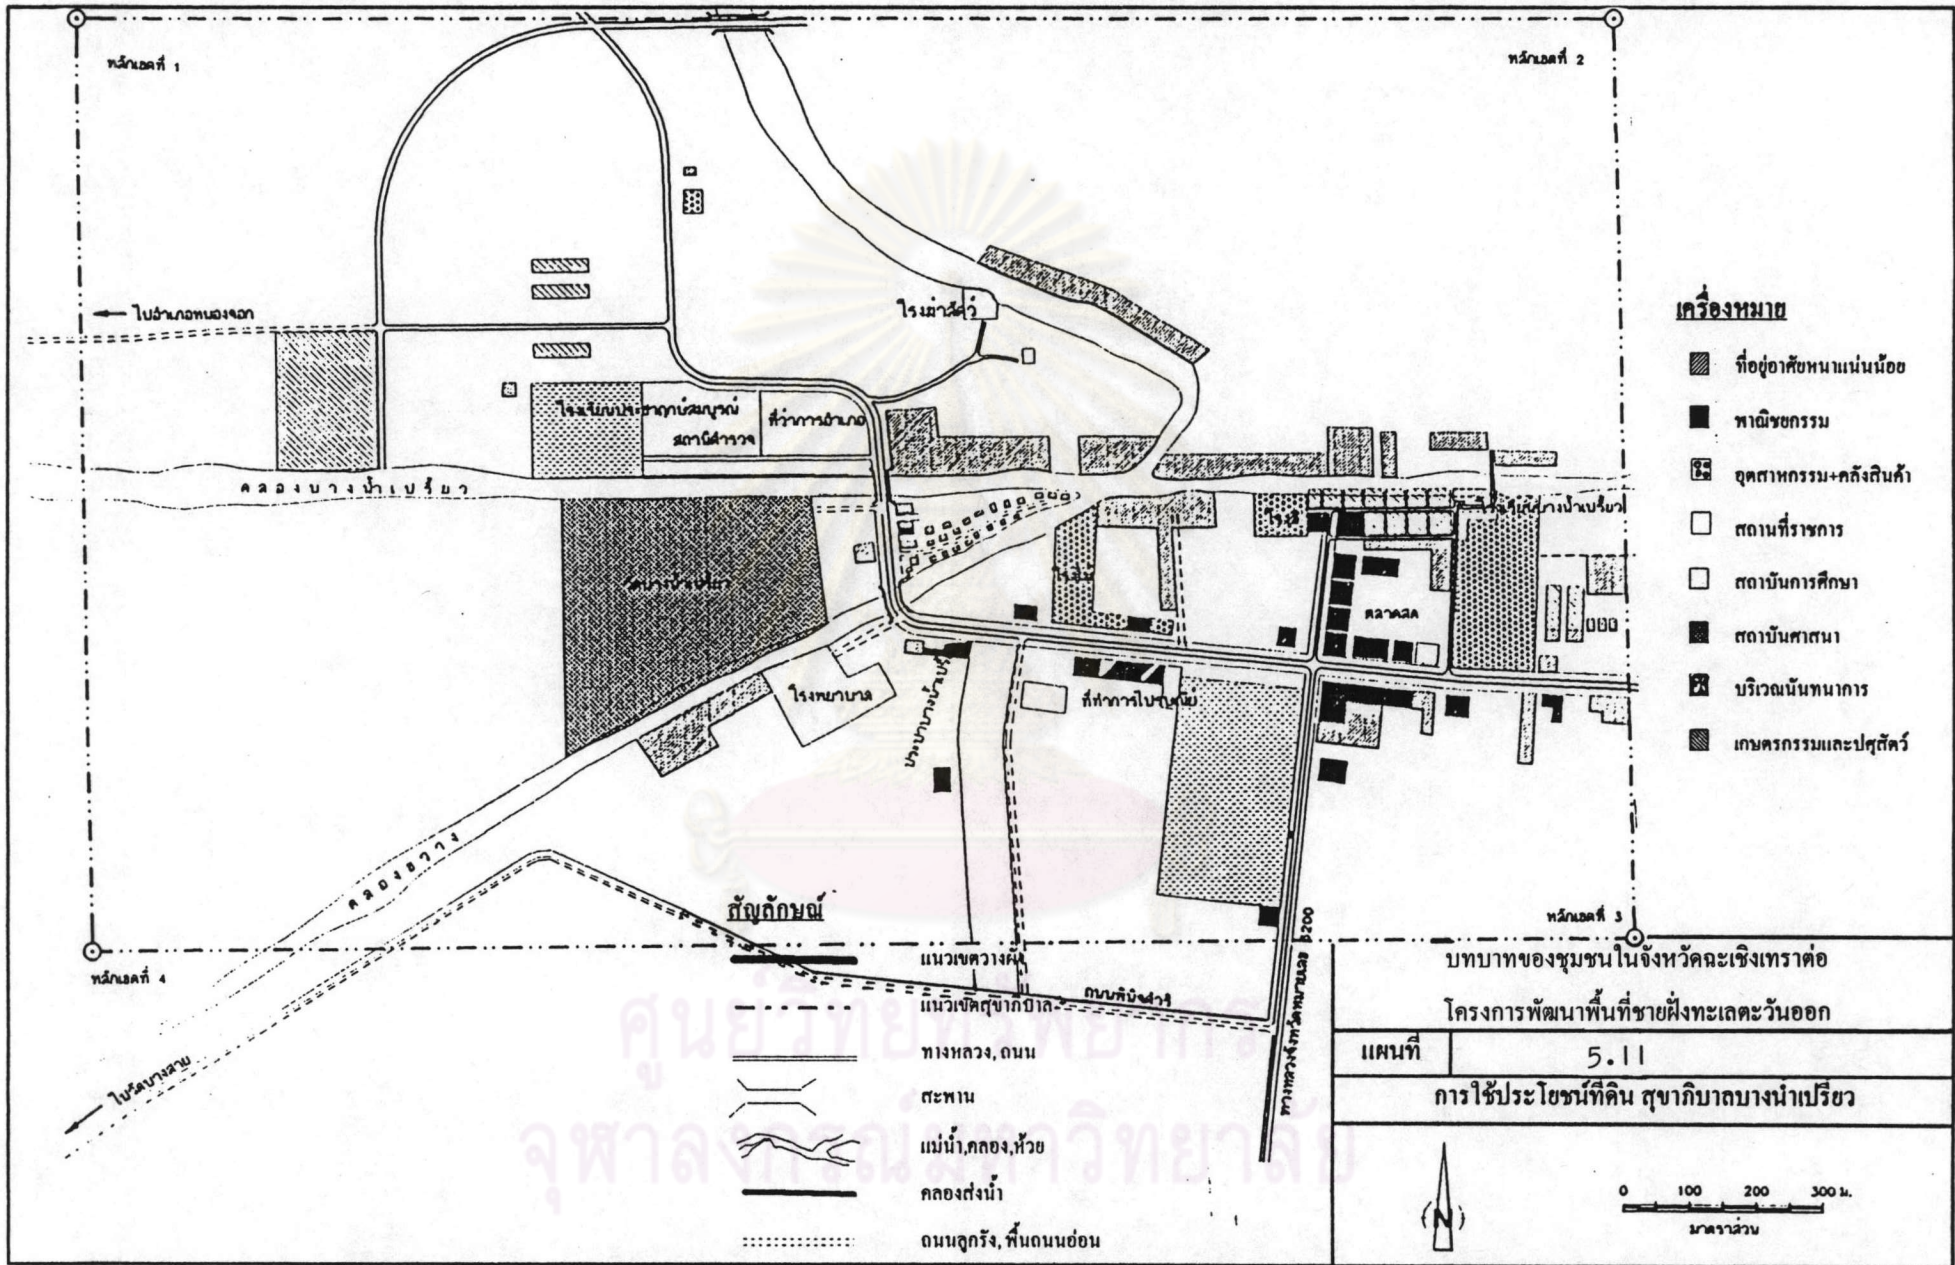 หลักเขตที่ 1
หลักเขตที่ 2
ไปอำเภอหนองจอก
โรงฆ่าสัตว์
เครื่องหมาย
ที่อยู่อาศัยหนาแน่นน้อย
พาณิชยกรรม
อุตสาหกรรม+คลังสินค้า
สถานที่ราชการ
สถาบันการศึกษา
สถาบันศาสนา
บริเวณนันทนาการ
เกษตรกรรมและปศุสัตว์
สถานีตำรวจ
ที่ว่าการอำเภอ
คลองบางน้ำเปรี้ยว
โรงสี
วัดบางน้ำเปรี้ยว
ตลาดสด
โรงพยาบาล
ที่ทำการไปรษณีย์
คลองขวาง
หลักเขตที่ 3
หลักเขตที่ 4
ไปวัดบางสาย
สัญลักษณ์
แนวเขตวางผัง
แนวเขตสุขาภิบาล
ทางหลวง, ถนน
สะพาน
แม่น้ำ,คลอง,ห้วย
คลองส่งน้ำ
ถนนลูกรัง, พื้นถนนอ่อน
บทบาทของชุมชนในจังหวัดฉะเชิงเทราต่อ
โครงการพัฒนาพื้นที่ชายฝั่งทะเลตะวันออก
แผนที่ 5.11
การใช้ประโยชน์ที่ดิน สุขาภิบาลบางน้ำเปรี้ยว
N
0 100 200 300 ม.
มาตราส่วน
ศูนย์วิทยทรัพยากร
จุฬาลงกรณ์มหาวิทยาลัย